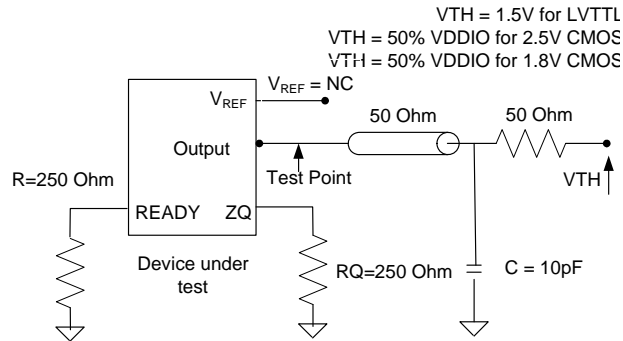 VTH = 1.5V for LVTTL
VTH = 50% VDDIO for 2.5V CMOS
VTH = 50% VDDIO for 1.8V CMOS
VREF = NC
VREF
50 Ohm
50 Ohm
Output
Test Point
VTH
R=250 Ohm
READY
ZQ
Device under
test
RQ=250 Ohm
C = 10pF